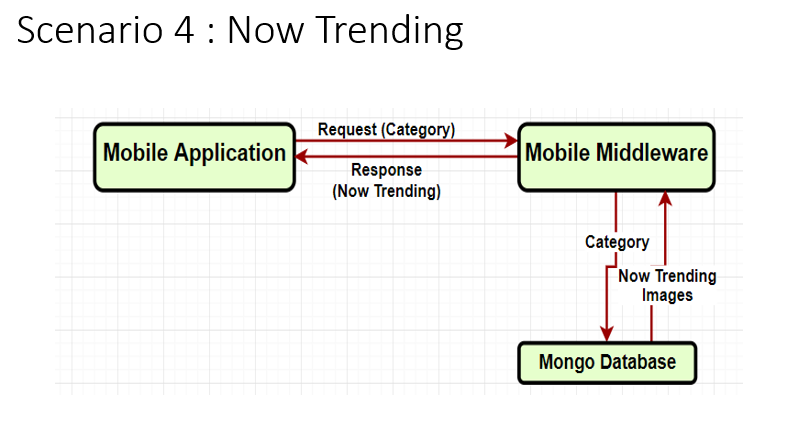 Scenario 4 : Now Trending
Request (Category)
Mobile Application
Mobile Middleware
Response
(Now Trending)
Category
Now Trending
Images
Mongo Database